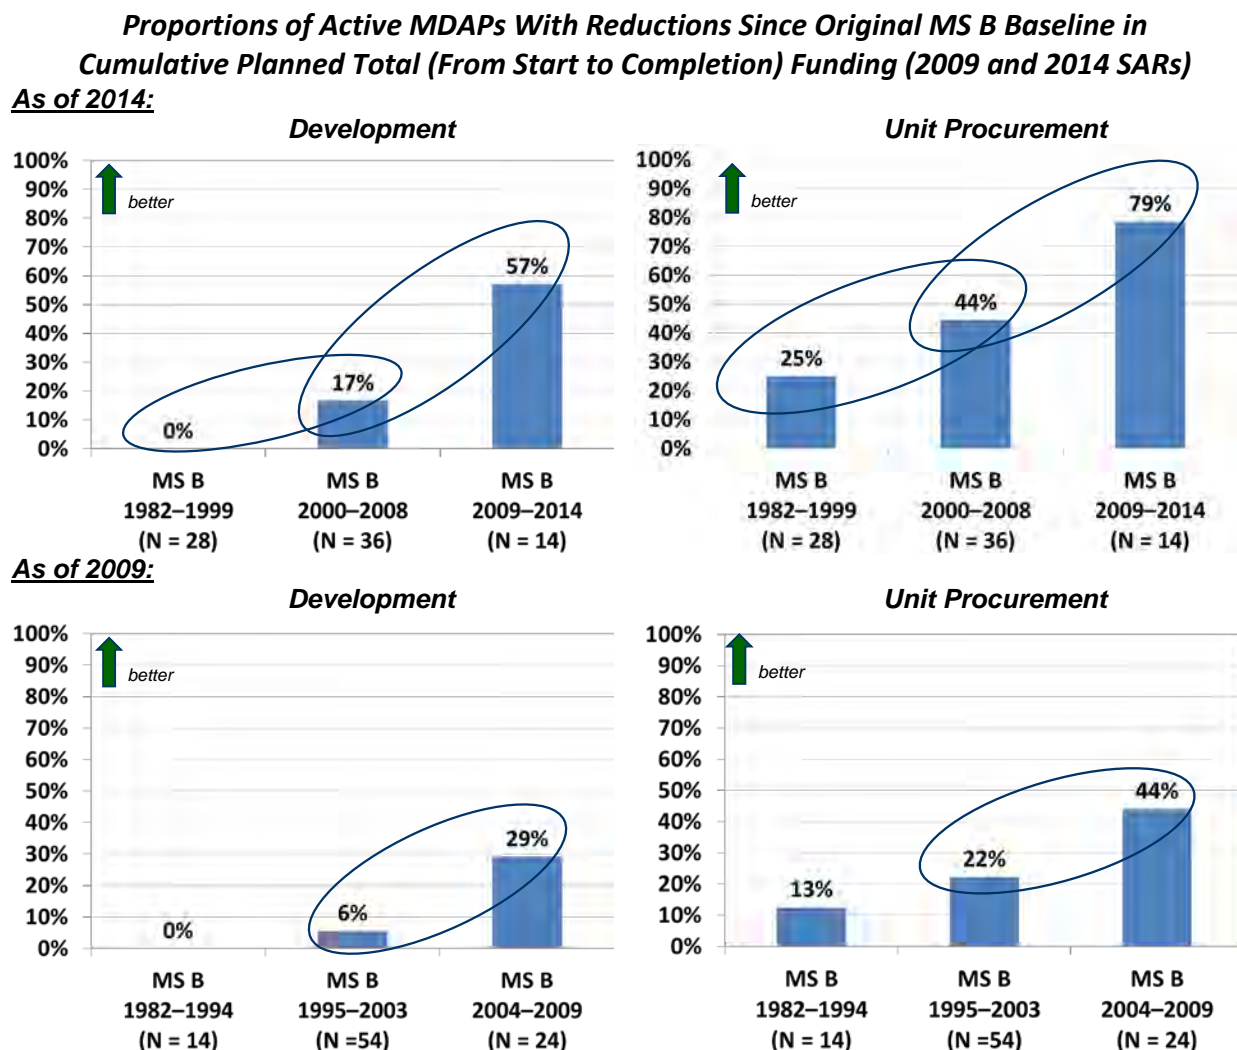 Proportions of Active MDAPs With Reductions Since Original MS B Baseline in
Cumulative Planned Total (From Start to Completion) Funding (2009 and 2014 SARs)
As of 2014:
Development
100%
90%
80%
70%
60%
50%
40%
30%
20%
10%
0%
better
0%
17%
57%
MS B
1982–1999
(N = 28)
MS B
2000–2008
(N = 36)
MS B
2009–2014
(N = 14)
Unit Procurement
100%
90%
80%
70%
60%
50%
40%
30%
20%
10%
0%
better
25%
44%
79%
MS B
1982–1999
(N = 28)
MS B
2000–2008
(N = 36)
MS B
2009–2014
(N = 14)
As of 2009:
Development
100%
90%
80%
70%
60%
50%
40%
30%
20%
10%
0%
better
0%
6%
29%
MS B
1982–1994
(N = 14)
MS B
1995–2003
(N =54)
MS B
2004–2009
(N = 24)
Unit Procurement
100%
90%
80%
70%
60%
50%
40%
30%
20%
10%
0%
better
13%
22%
44%
MS B
1982–1994
(N = 14)
MS B
1995–2003
(N =54)
MS B
2004–2009
(N = 24)